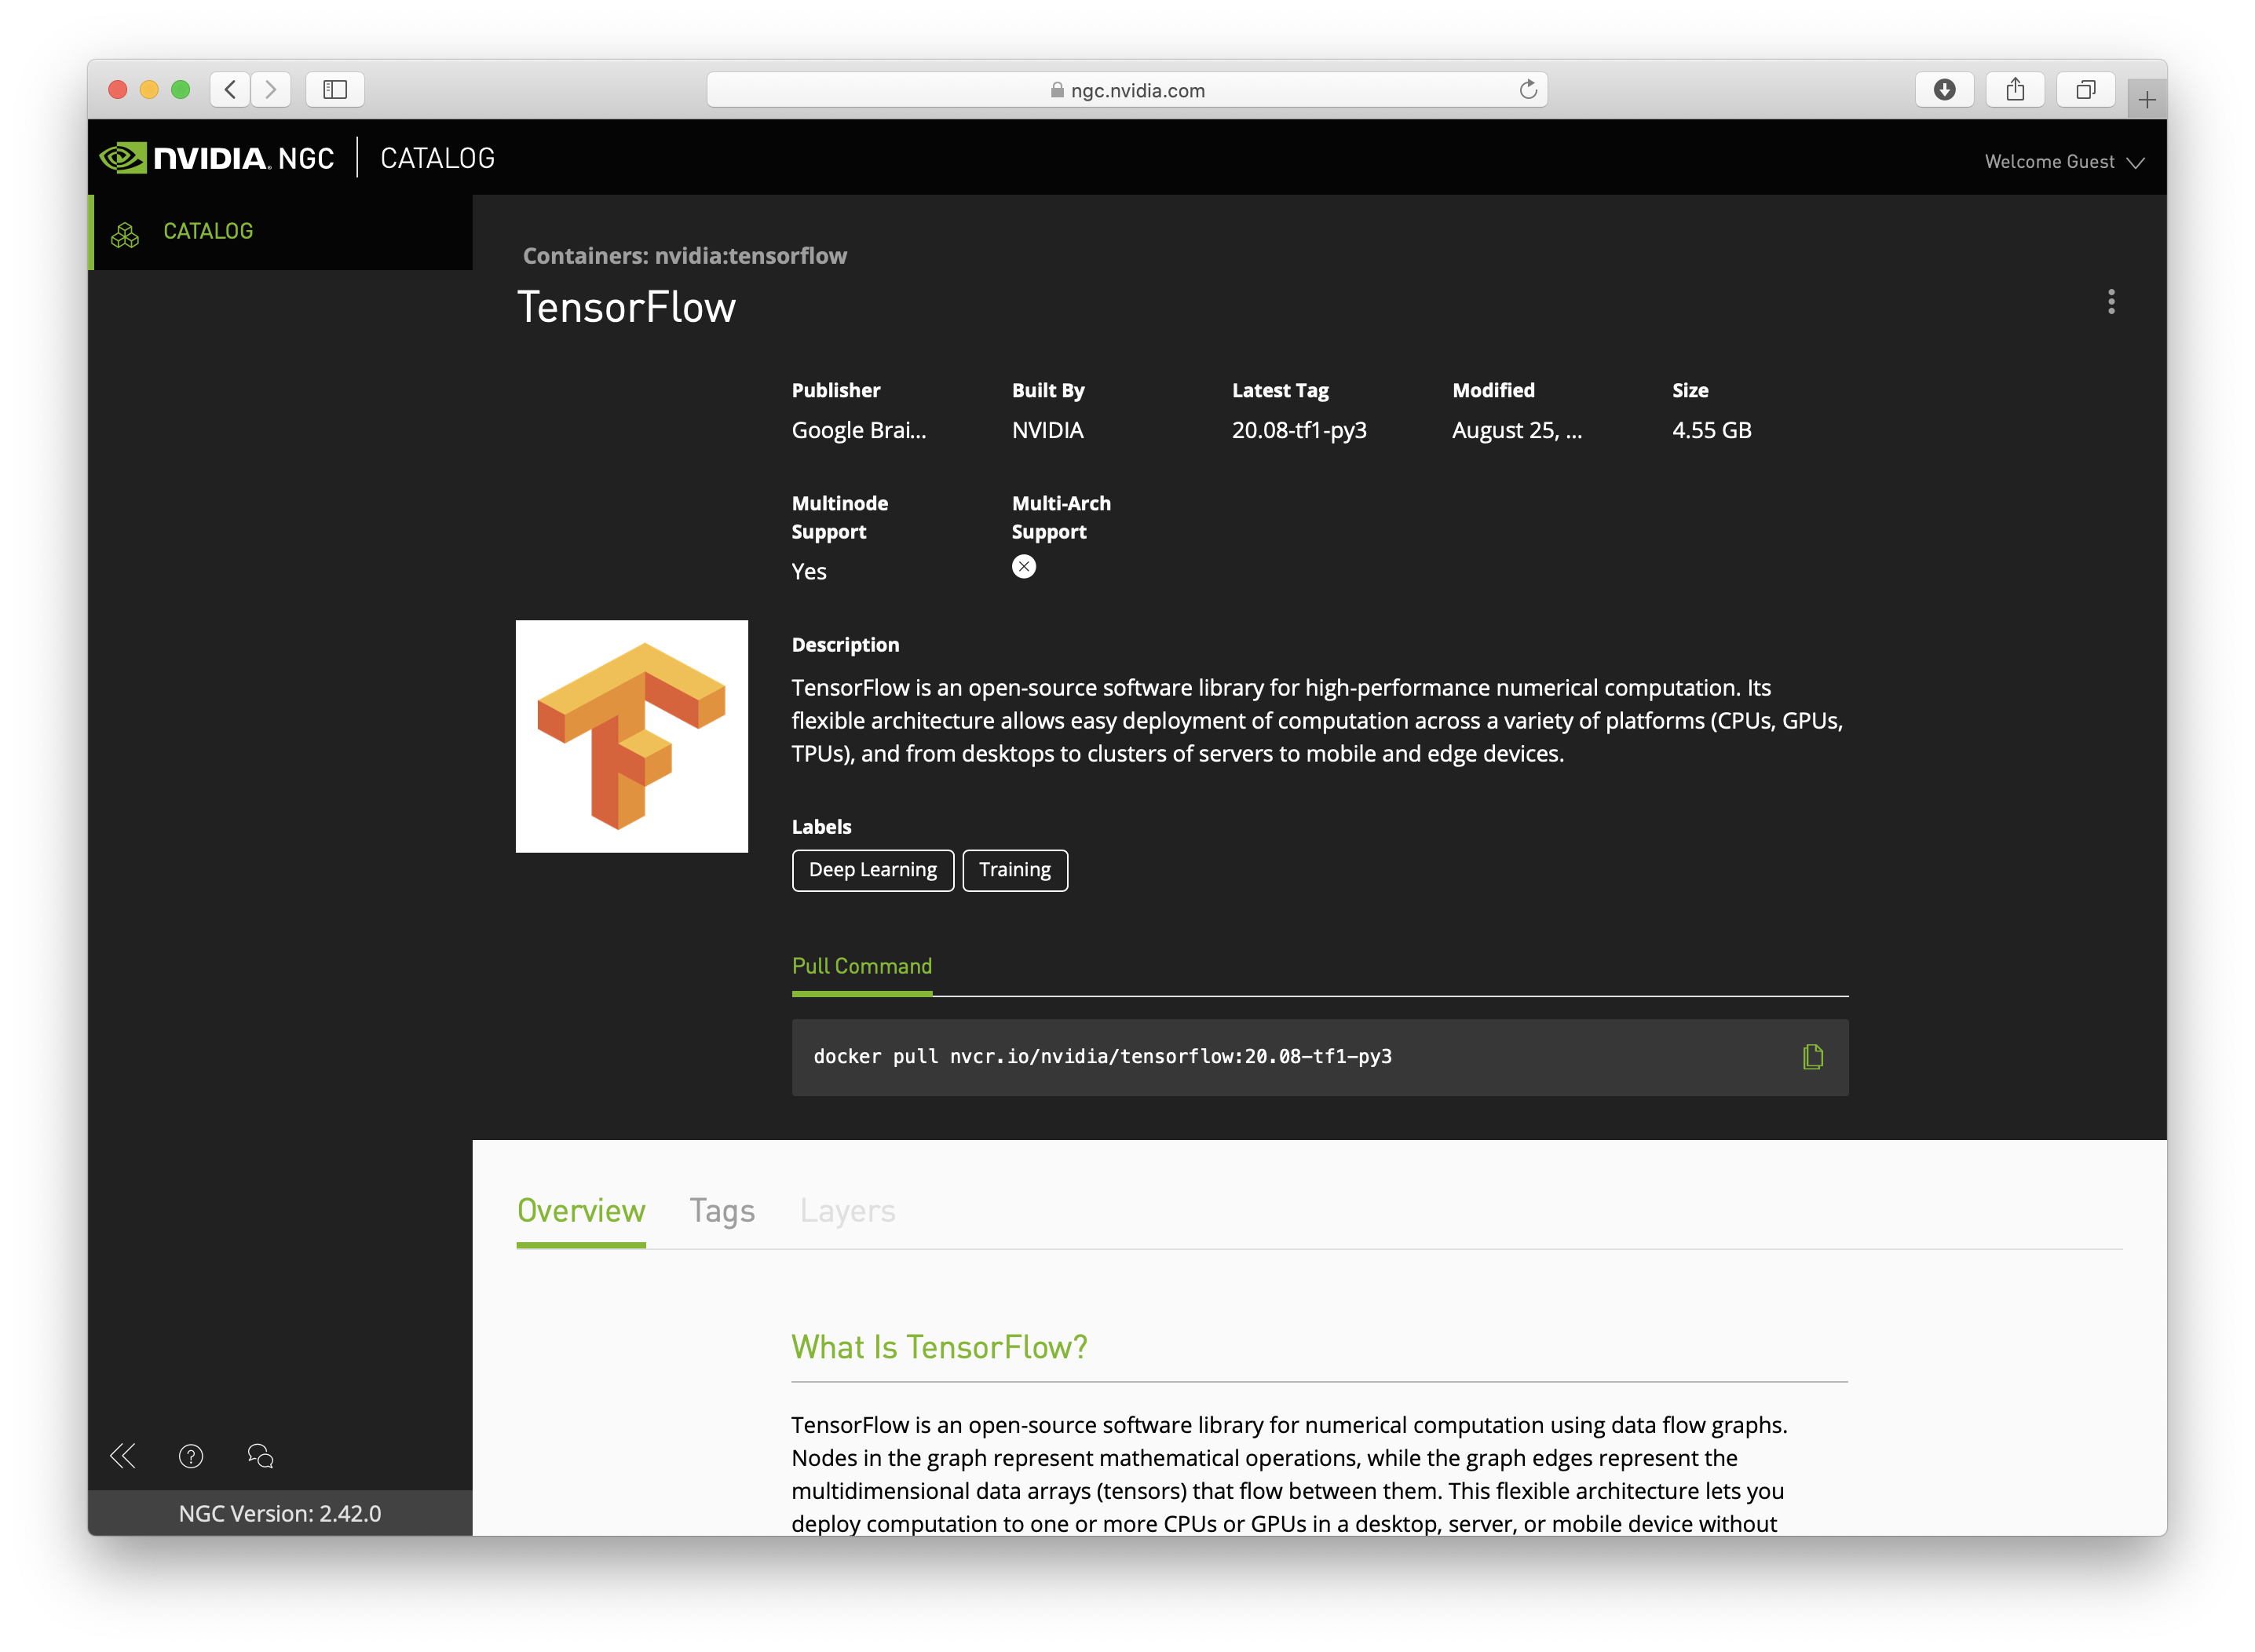 ngc.nvidia.com
NVIDIA. NGC | CATALOG
Welcome Guest
CATALOG
Containers: nvidia:tensorflow
TensorFlow
Publisher Built By Latest Tag Modified Size
Google Brai... NVIDIA 20.08-tf1-py3 August 25, ... 4.55 GB
Multinode Support Multi-Arch Support
Yes
Description
TensorFlow is an open-source software library for high-performance numerical computation. Its
flexible architecture allows easy deployment of computation across a variety of platforms (CPUs, GPUs,
TPUs), and from desktops to clusters of servers to mobile and edge devices.
Labels
Deep Learning Training
Pull Command
docker pull nvcr.io/nvidia/tensorflow:20.08-tf1-py3
Overview Tags Layers
What Is TensorFlow?
TensorFlow is an open-source software library for numerical computation using data flow graphs.
Nodes in the graph represent mathematical operations, while the graph edges represent the
multidimensional data arrays (tensors) that flow between them. This flexible architecture lets you
deploy computation to one or more CPUs or GPUs in a desktop, server, or mobile device without
NGC Version: 2.42.0